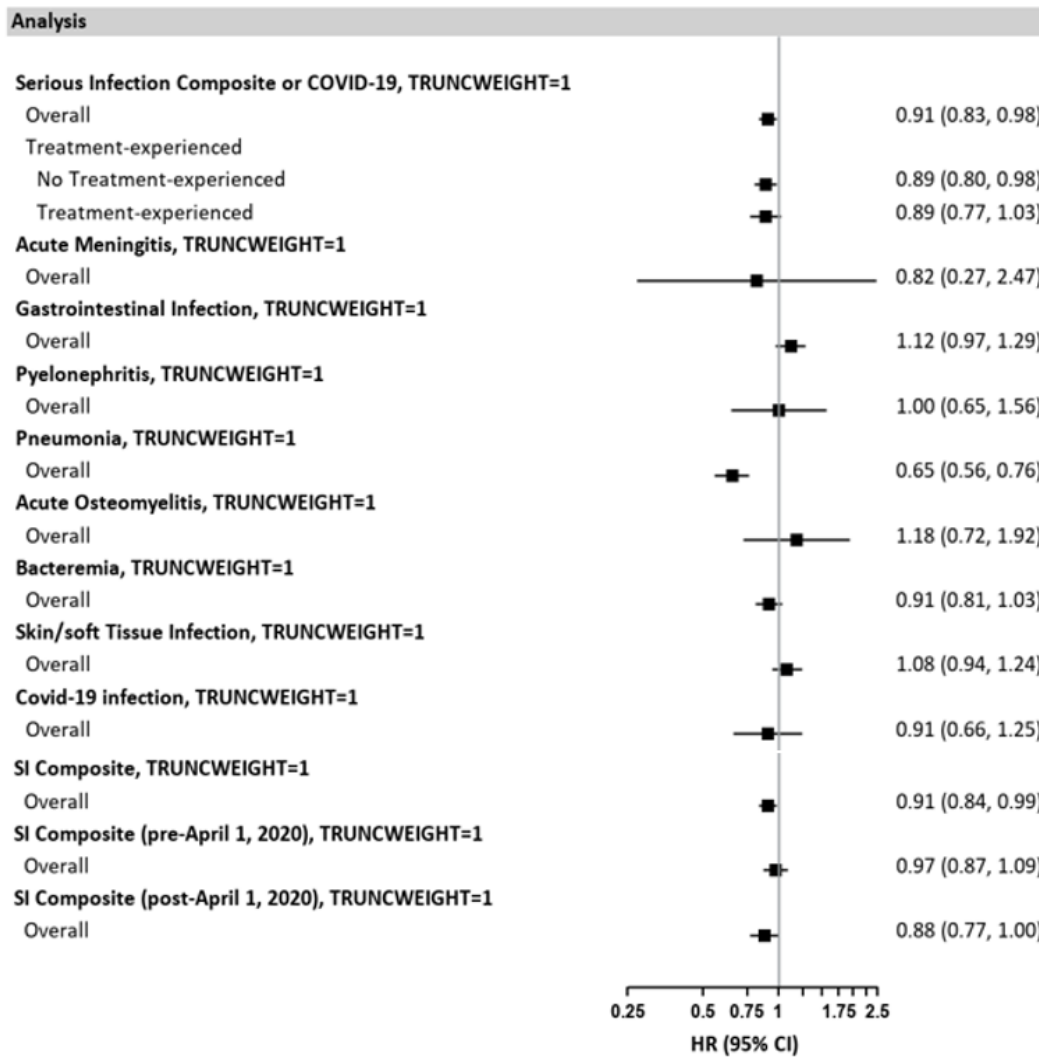 Analysis
Serious Infection Composite or COVID-19, TRUNCWEIGHT=1
Overall 0.91 (0.83, 0.98)
Treatment-experienced
No Treatment-experienced 0.89 (0.80, 0.98)
Treatment-experienced 0.89 (0.77, 1.03)
Acute Meningitis, TRUNCWEIGHT=1
Overall 0.82 (0.27, 2.47)
Gastrointestinal Infection, TRUNCWEIGHT=1
Overall 1.12 (0.97, 1.29)
Pyelonephritis, TRUNCWEIGHT=1
Overall 1.00 (0.65, 1.56)
Pneumonia, TRUNCWEIGHT=1
Overall 0.65 (0.56, 0.76)
Acute Osteomyelitis, TRUNCWEIGHT=1
Overall 1.18 (0.72, 1.92)
Bacteremia, TRUNCWEIGHT=1
Overall 0.91 (0.81, 1.03)
Skin/soft Tissue Infection, TRUNCWEIGHT=1
Overall 1.08 (0.94, 1.24)
Covid-19 infection, TRUNCWEIGHT=1
Overall 0.91 (0.66, 1.25)
SI Composite, TRUNCWEIGHT=1
Overall 0.91 (0.84, 0.99)
SI Composite (pre-April 1, 2020), TRUNCWEIGHT=1
Overall 0.97 (0.87, 1.09)
SI Composite (post-April 1, 2020), TRUNCWEIGHT=1
Overall 0.88 (0.77, 1.00)
0.25 0.5 0.75 1 1.75 2.5
HR (95% CI)